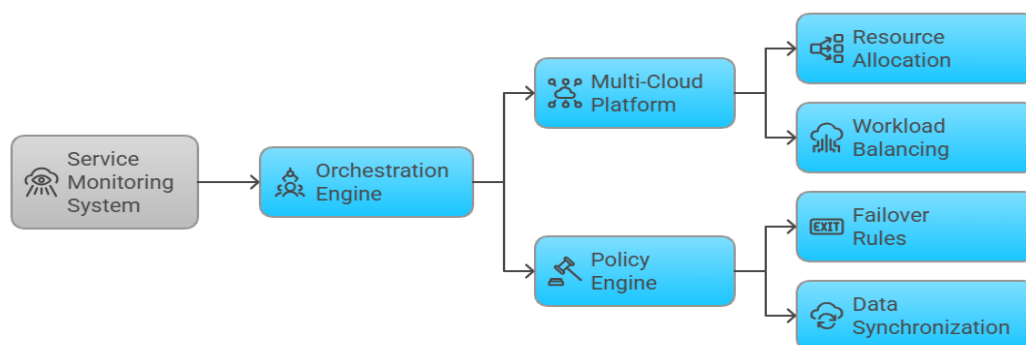 Resource
Allocation
Multi-Cloud
Platform
Workload
Balancing
Service
Monitoring
System
Orchestration
Engine
EXIT
Failover
Rules
Policy
Engine
Data
Synchronization